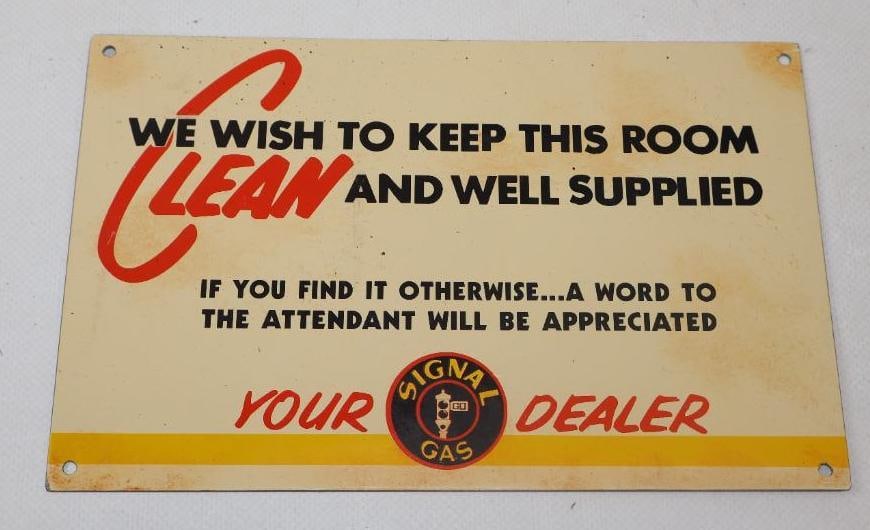 WE WISH TO KEEP THIS ROOM
CLEAN AND WELL SUPPLIED
IF YOU FIND IT OTHERWISE...A WORD TO
THE ATTENDANT WILL BE APPRECIATED
YOUR SIGNAL GO GAS DEALER